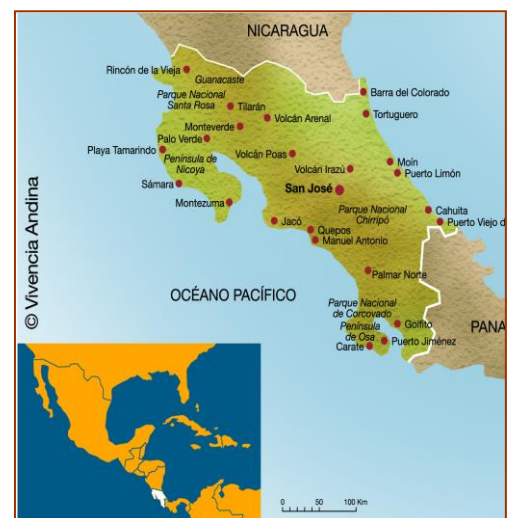 NICARAGUA
Rincón de la Vieja
Guanacaste
Parque Nacional
Santa Rosa
Tilarán
Barra del Colorado
Tortuguero
Volcán Arenal
Monteverde
Palo Verde
Playa Tamarindo
Península de
Nicoya
Volcán Poas
Volcán Irazú
Moín
Puerto Limón
Sámara
San José
Montezuma
Parque Nacional
Chirripó
Cahuita
Puerto Viejo d
Jacó
Quepos
Manuel Antonio
Palmar Norte
OCÉANO PACÍFICO
Parque Nacional
de Corcovado
Península
de Osa
Golfito
PANA
Carate
Puerto Jiménez
© Vivencia Andina
0 50 100 Km